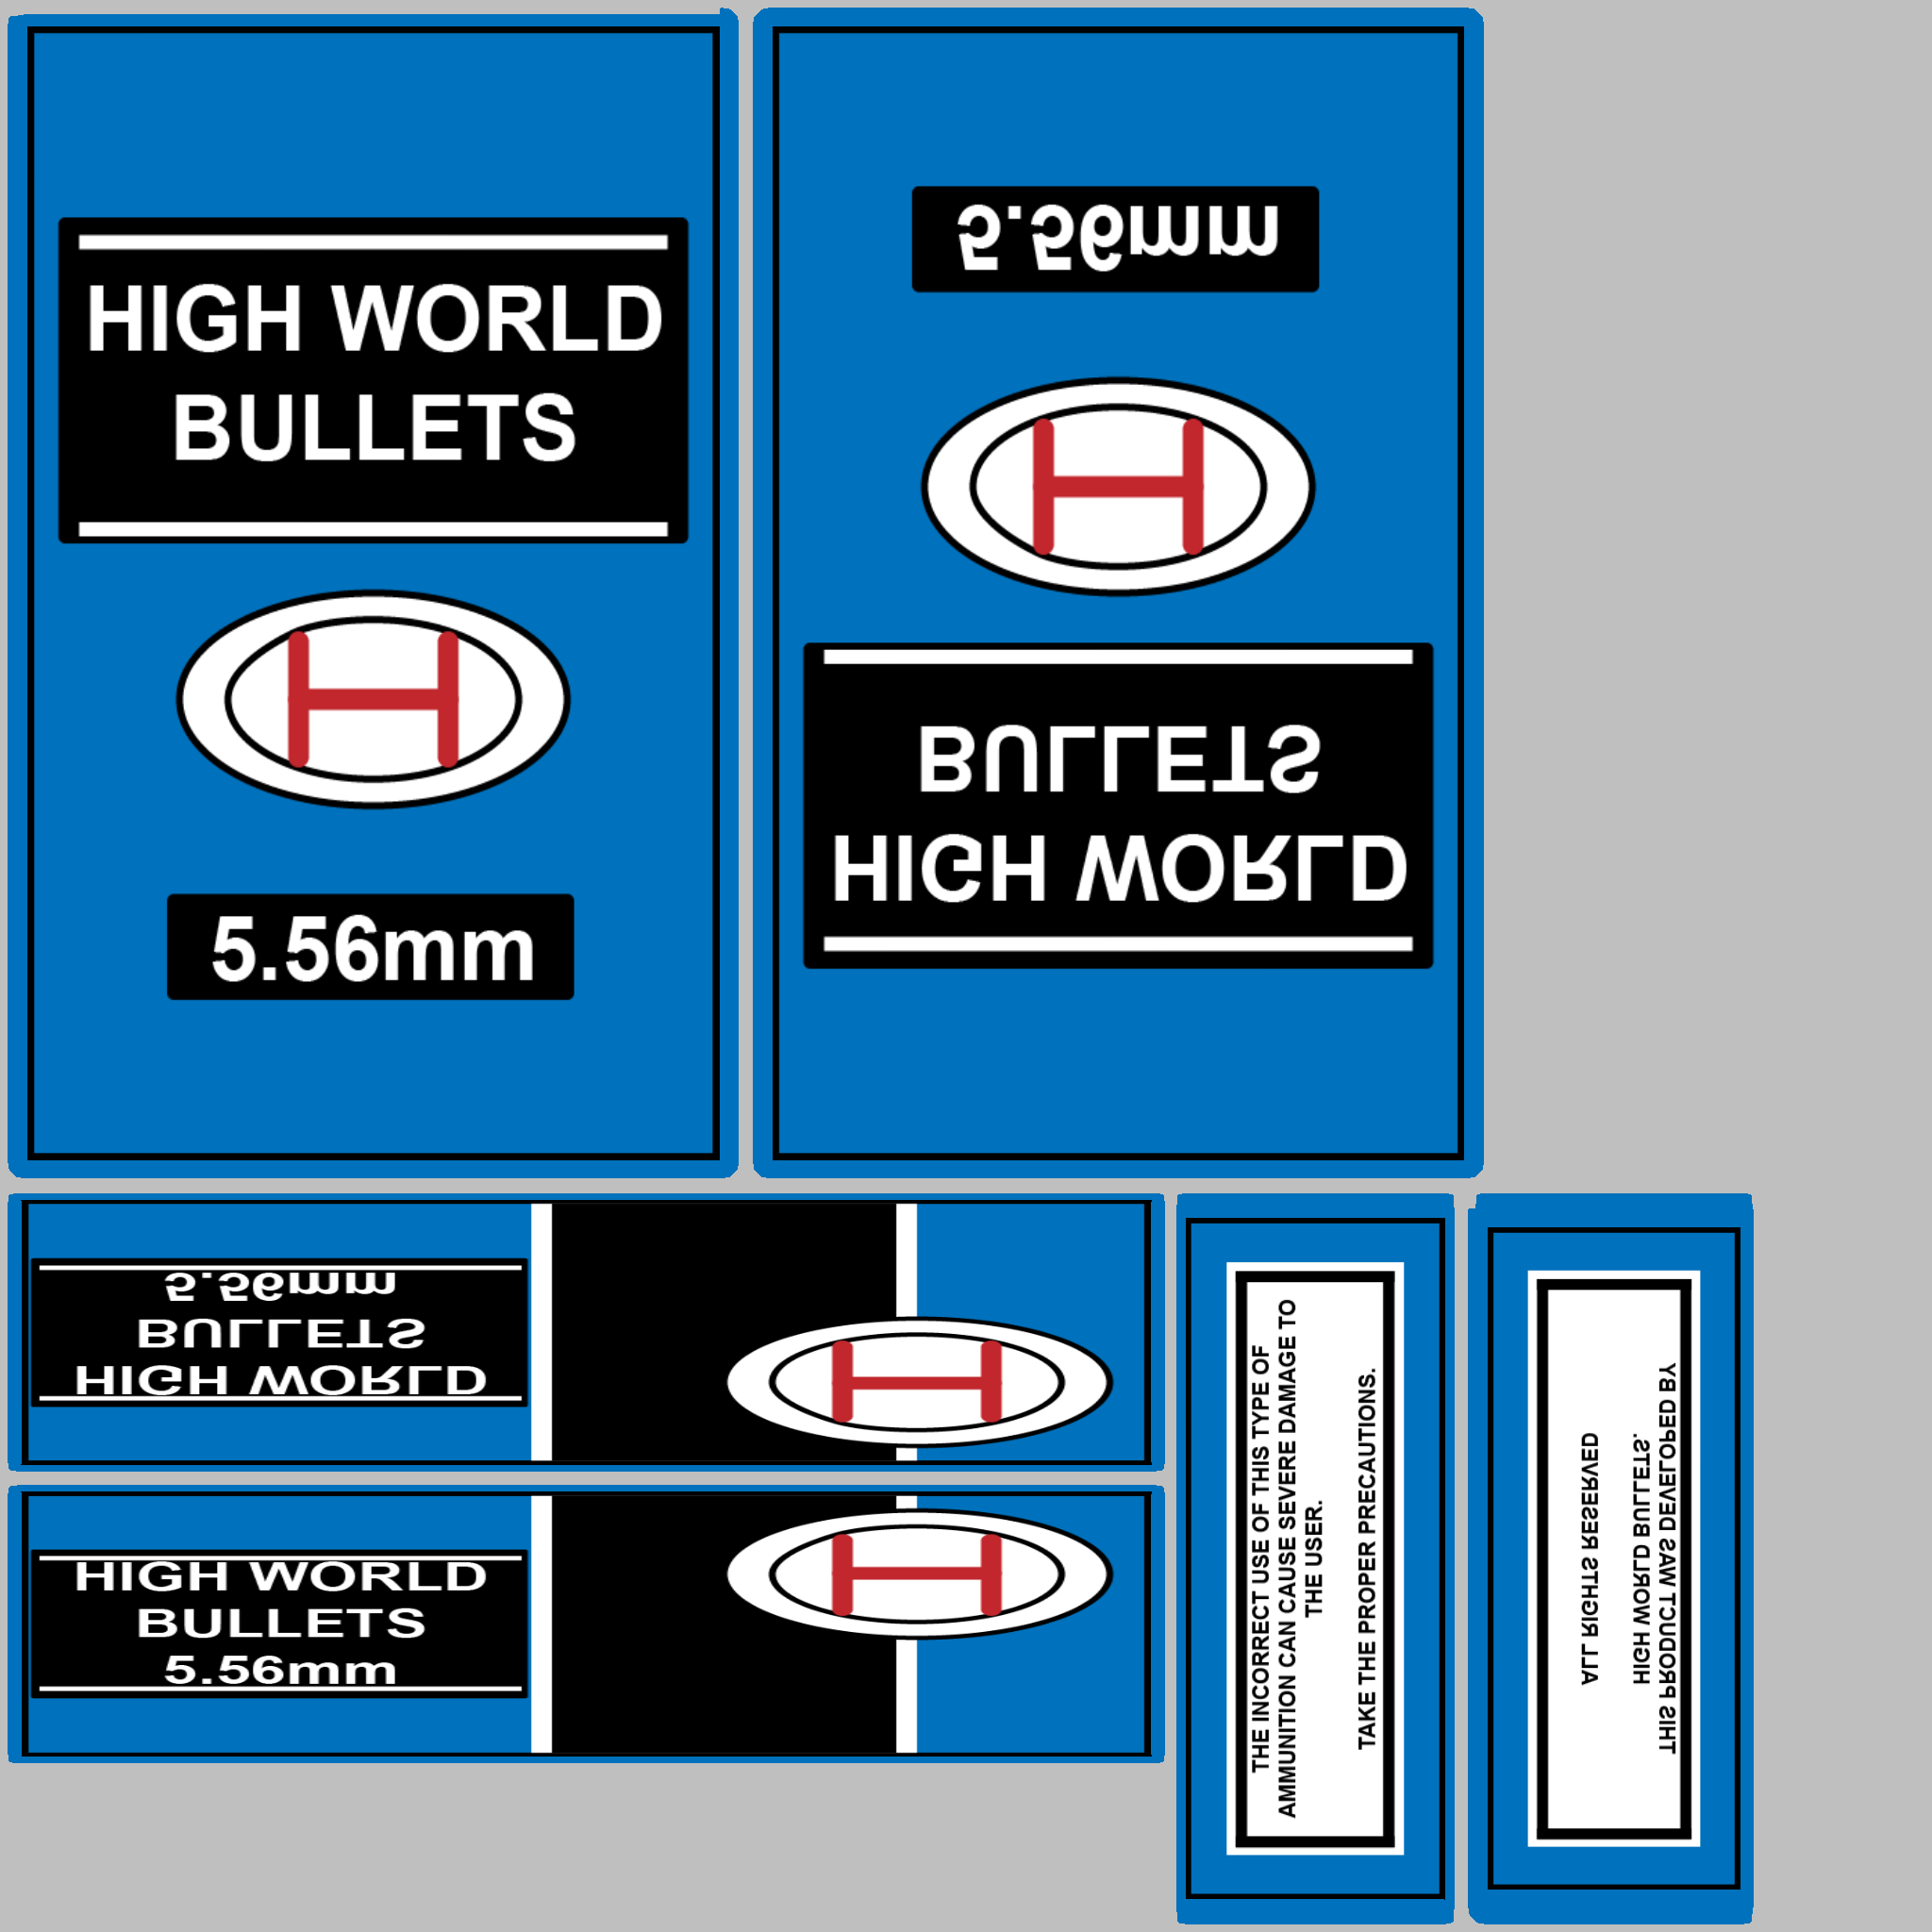 HIGH WORLD
BULLETS
H
5.56mm
5.56mm
H
BULLETS
HIGH WORLD
5.56mm
BULLETS
HIGH WORLD
H
HIGH WORLD
BULLETS
5.56mm
H
THE INCORRECT USE OF THIS TYPE OF
AMMUNITION CAN CAUSE SEVERE DAMAGE TO
THE USER.
TAKE THE PROPER PRECAUTIONS.
THIS PRODUCT WAS DEVELOPED BY
HIGH WORLD BULLETS.
ALL RIGHTS RESERVED